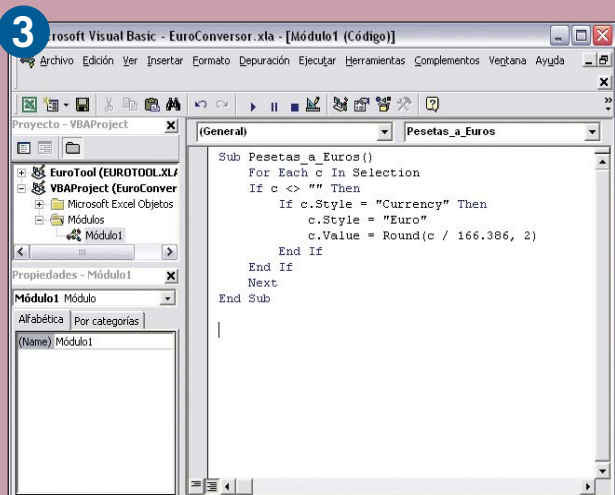 3
rosoft Visual Basic - EuroConversor.xla - [Módulo1 (Código)]
Archivo Edición Ver Insertar Formato Depuración Ejecutar Herramientas Complementos Ventana Ayuda
Proyecto - VBAProject
(General) Pesetas_a_Euros
EuroTool (EUROTOOL.XLA
VBAProject (EuroConver
Microsoft Excel Objetos
Módulos
Módulo1
Propiedades - Módulo1
Módulo1 Módulo
Alfabética Por categorías
(Name) Módulo1
Sub Pesetas_a_Euros()
For Each c In Selection
If c <> "" Then
If c.Style = "Currency" Then
c.Style = "Euro"
c.Value = Round(c / 166.386, 2)
End If
End If
Next
End Sub